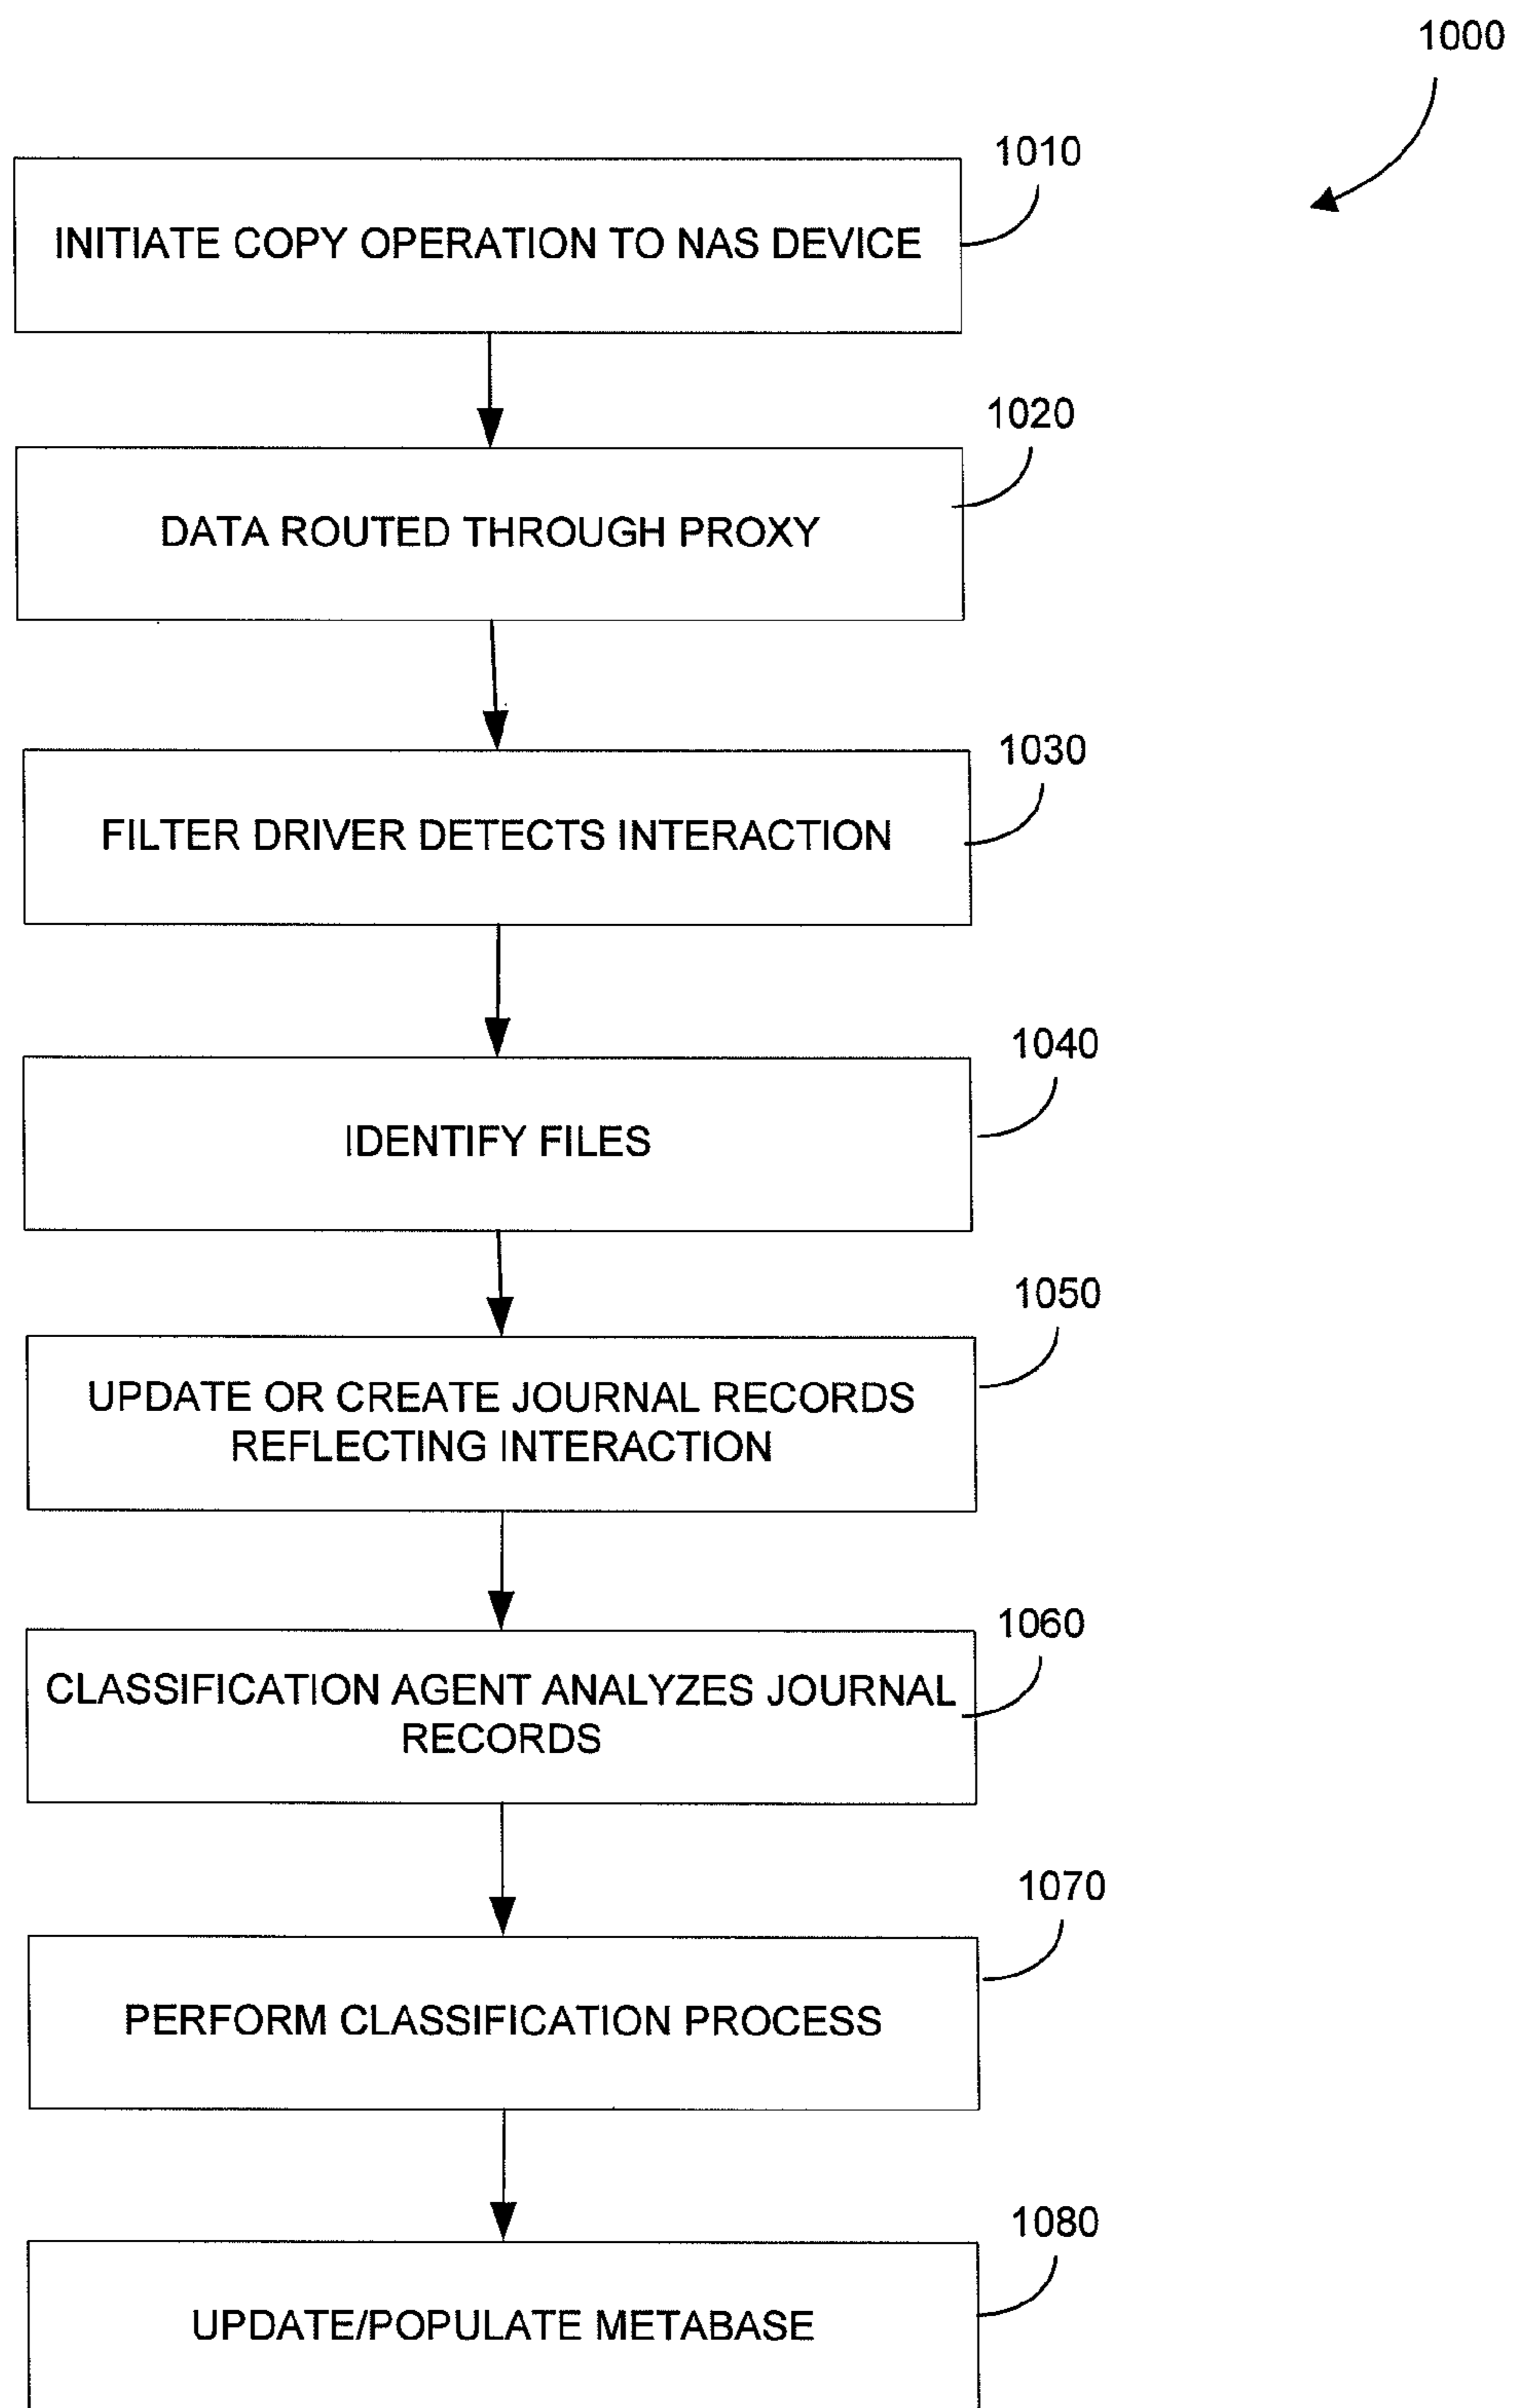 1000
1010
INITIATE COPY OPERATION TO NAS DEVICE
1020
DATA ROUTED THROUGH PROXY
1030
FILTER DRIVER DETECTS INTERACTION
1040
IDENTIFY FILES
1050
UPDATE OR CREATE JOURNAL RECORDS
REFLECTING INTERACTION
1060
CLASSIFICATION AGENT ANALYZES JOURNAL
RECORDS
1070
PERFORM CLASSIFICATION PROCESS
1080
UPDATE/POPULATE METABASE